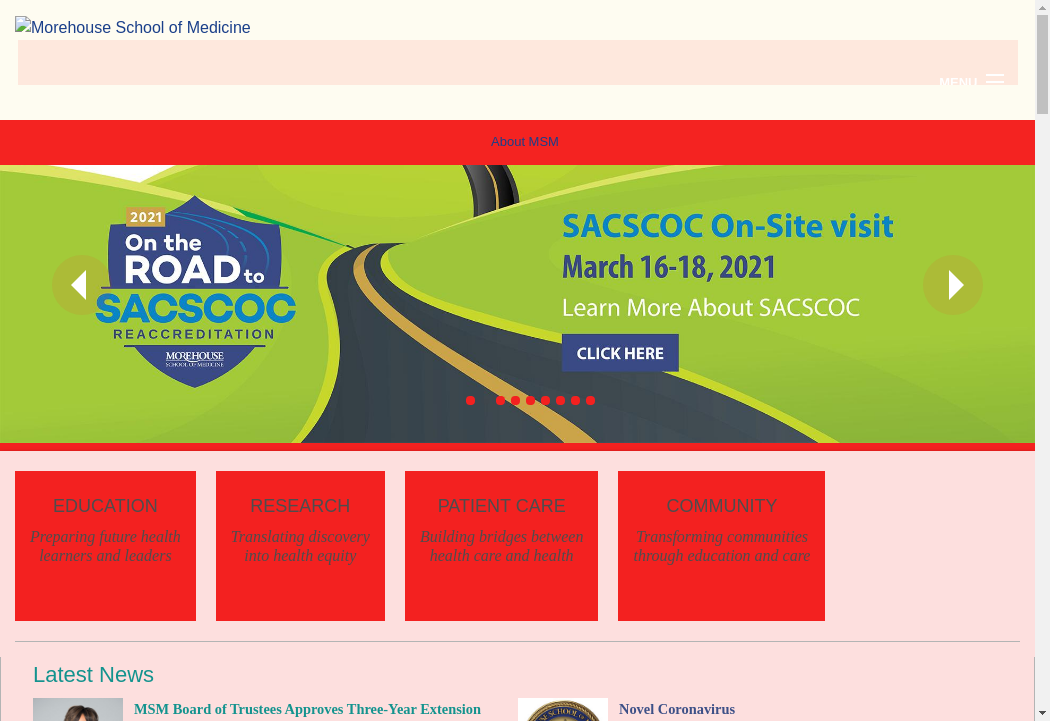 Morehouse School of Medicine
MENU
About MSM
2021
On the
ROAD to
SACSCOC
REACCREDITATION
MOREHOUSE
SCHOOL OF MEDICINE
SACSCOC On-Site visit
March 16-18, 2021
Learn More About SACSCOC
CLICK HERE
EDUCATION
Preparing future health
learners and leaders
RESEARCH
Translating discovery
into health equity
PATIENT CARE
Building bridges between
health care and health
COMMUNITY
Transforming communities
through education and care
Latest News
MSM Board of Trustees Approves Three-Year Extension
Novel Coronavirus